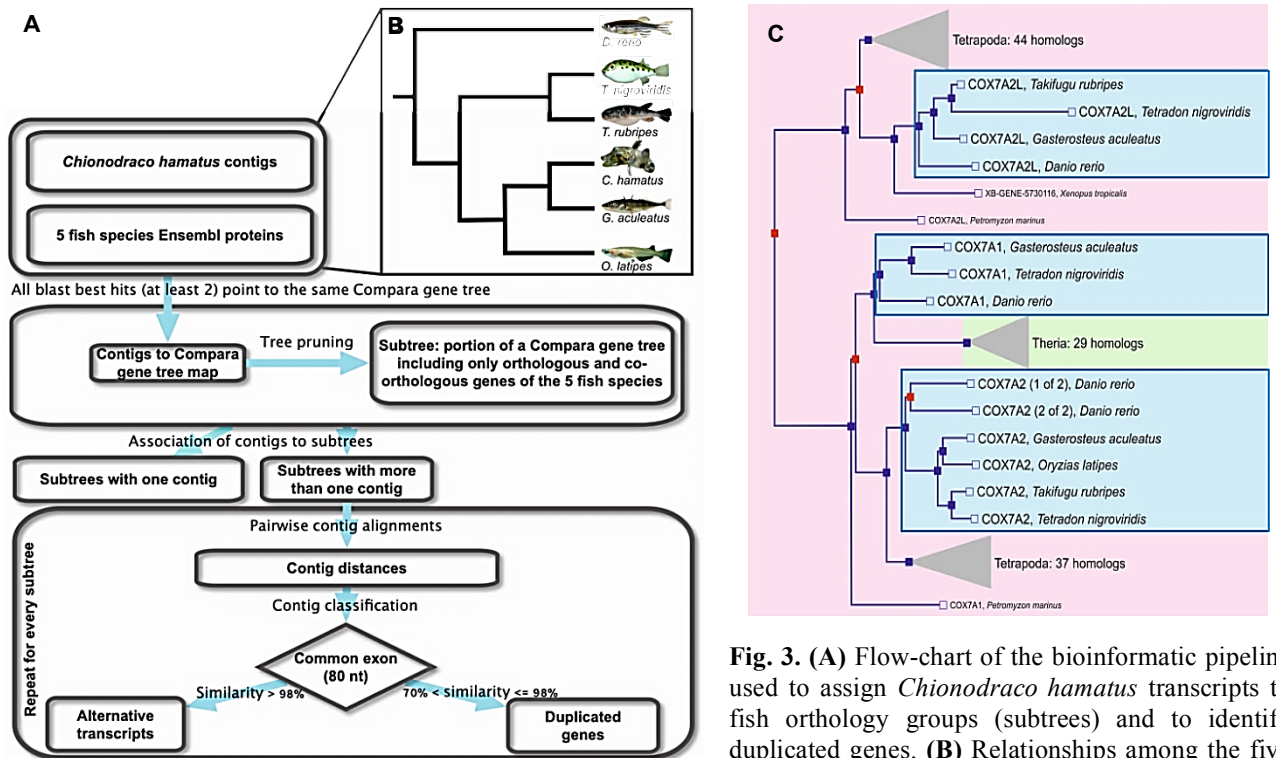 A
Chionodraco hamatus contigs
5 fish species Ensembl proteins
All blast best hits (at least 2) point to the same Compara gene tree
Contigs to Compara
gene tree map
Tree pruning
Subtree: portion of a Compara gene tree
including only orthologous and co-
orthologous genes of the 5 fish species
Association of contigs to subtrees
Subtrees with one contig
Subtrees with more
than one contig
Repeat for every subtree
Pairwise contig alignments
Contig distances
Contig classification
Common exon
(80 nt)
Similarity > 98%
70% < similarity <= 98%
Alternative
transcripts
Duplicated
genes
B
D. rerio
T. nigroviridis
T. rubripes
C. hamatus
G. aculeatus
O. latipes
C
Tetrapoda: 44 homologs
COX7A2L, Takifugu rubripes
COX7A2L, Tetradon nigroviridis
COX7A2L, Gasterosteus aculeatus
COX7A2L, Danio rerio
XB-GENE-5730116, Xenopus tropicalis
COX7A2L, Petromyzon marinus
COX7A1, Gasterosteus aculeatus
COX7A1, Tetradon nigroviridis
COX7A1, Danio rerio
Theria: 29 homologs
COX7A2 (1 of 2), Danio rerio
COX7A2 (2 of 2), Danio rerio
COX7A2, Gasterosteus aculeatus
COX7A2, Oryzias latipes
COX7A2, Takifugu rubripes
COX7A2, Tetradon nigroviridis
Tetrapoda: 37 homologs
COX7A1, Petromyzon marinus
Fig. 3. (A) Flow-chart of the bioinformatic pipelin
used to assign Chionodraco hamatus transcripts t
fish orthology groups (subtrees) and to identif
duplicated genes. (B) Relationships among the fiv